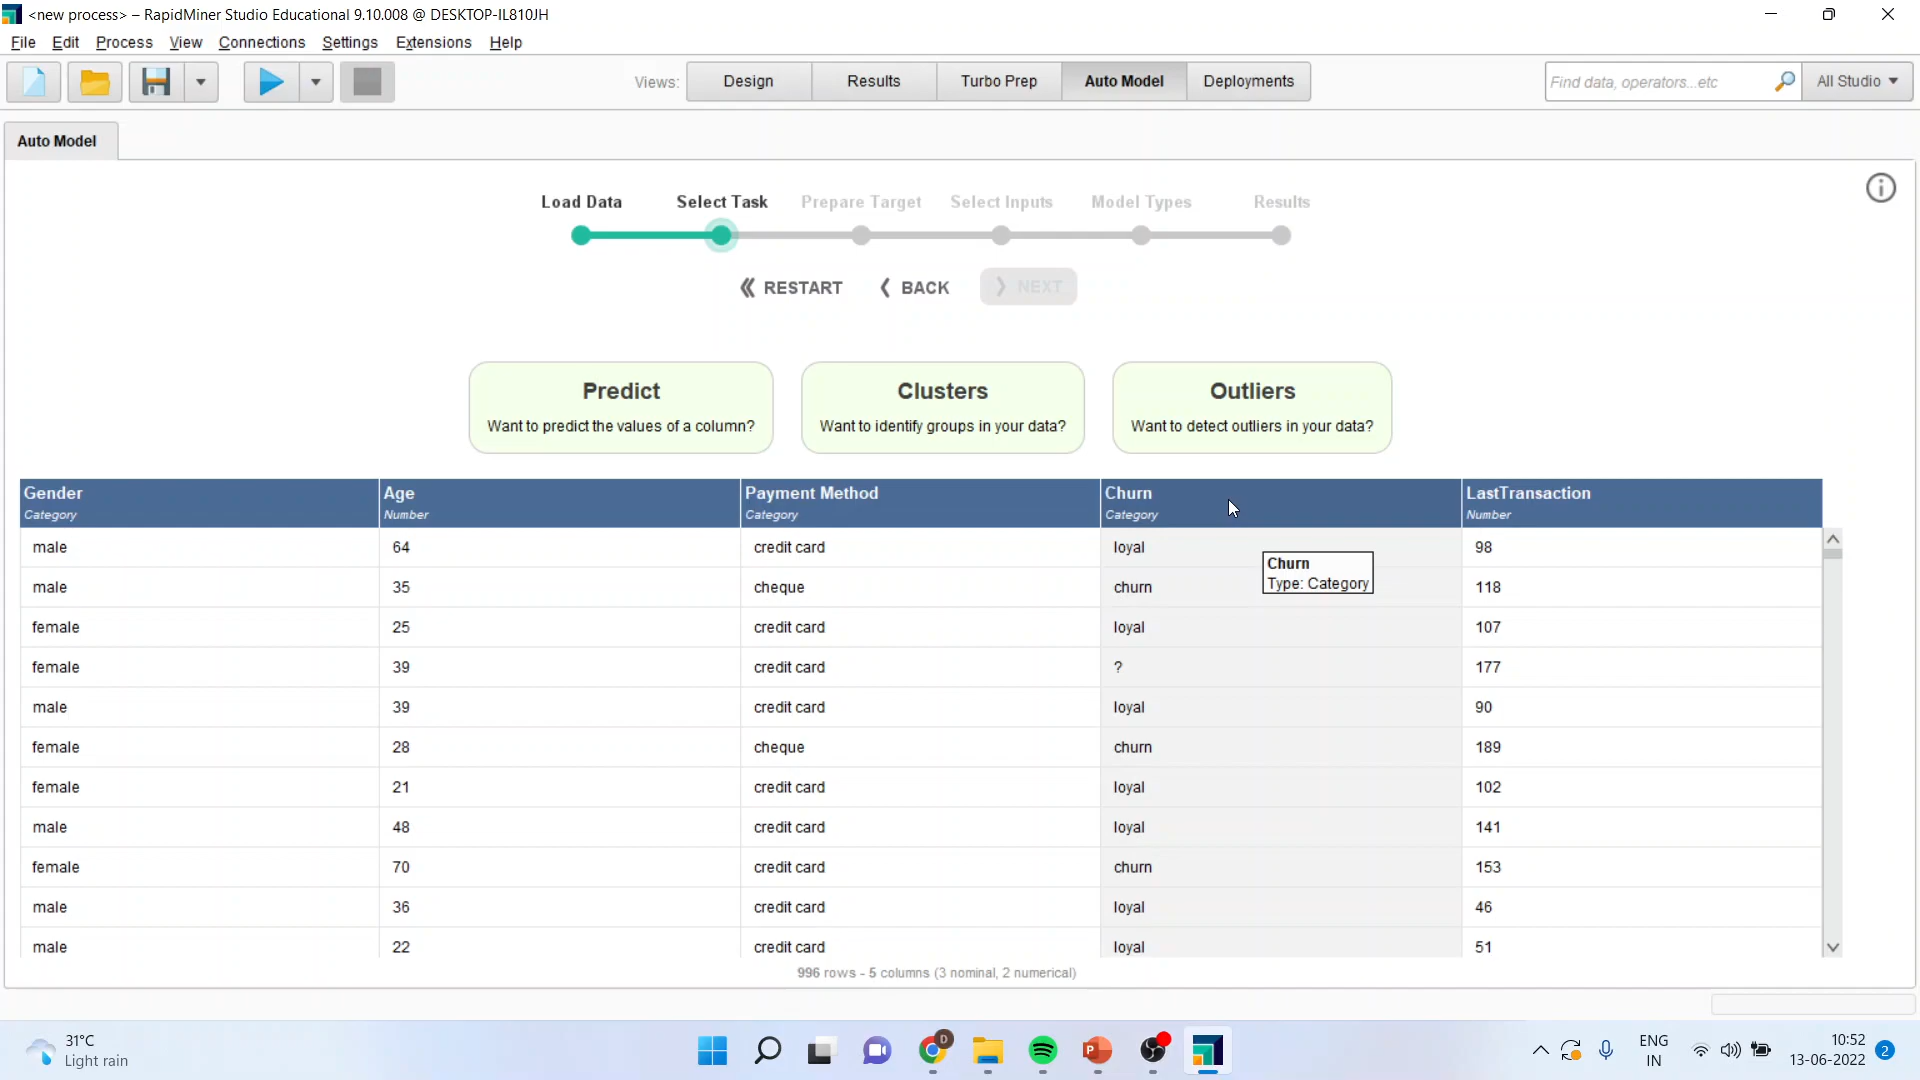 <new process> – RapidMiner Studio Educational 9.10.008 @ DESKTOP-IL810JH
File Edit Process View Connections Settings Extensions Help
Views: Design Results Turbo Prep Auto Model Deployments Find data, operators...etc All Studio
Auto Model
Load Data Select Task Prepare Target Select Inputs Model Types Results
RESTART BACK NEXT
Predict Clusters Outliers
Want to predict the values of a column? Want to identify groups in your data? Want to detect outliers in your data?
Gender Age Payment Method Churn LastTransaction
Category Number Category Category Number
male 64 credit card loyal 98
Churn
Type: Category
male 35 cheque churn 118
female 25 credit card loyal 107
female 39 credit card ? 177
male 39 credit card loyal 90
female 28 cheque churn 189
female 21 credit card loyal 102
male 48 credit card loyal 141
female 70 credit card churn 153
male 36 credit card loyal 46
male 22 credit card loyal 51
996 rows - 5 columns (3 nominal, 2 numerical)
31°C
Light rain
D
P
ENG
IN
10:52
13-06-2022
2